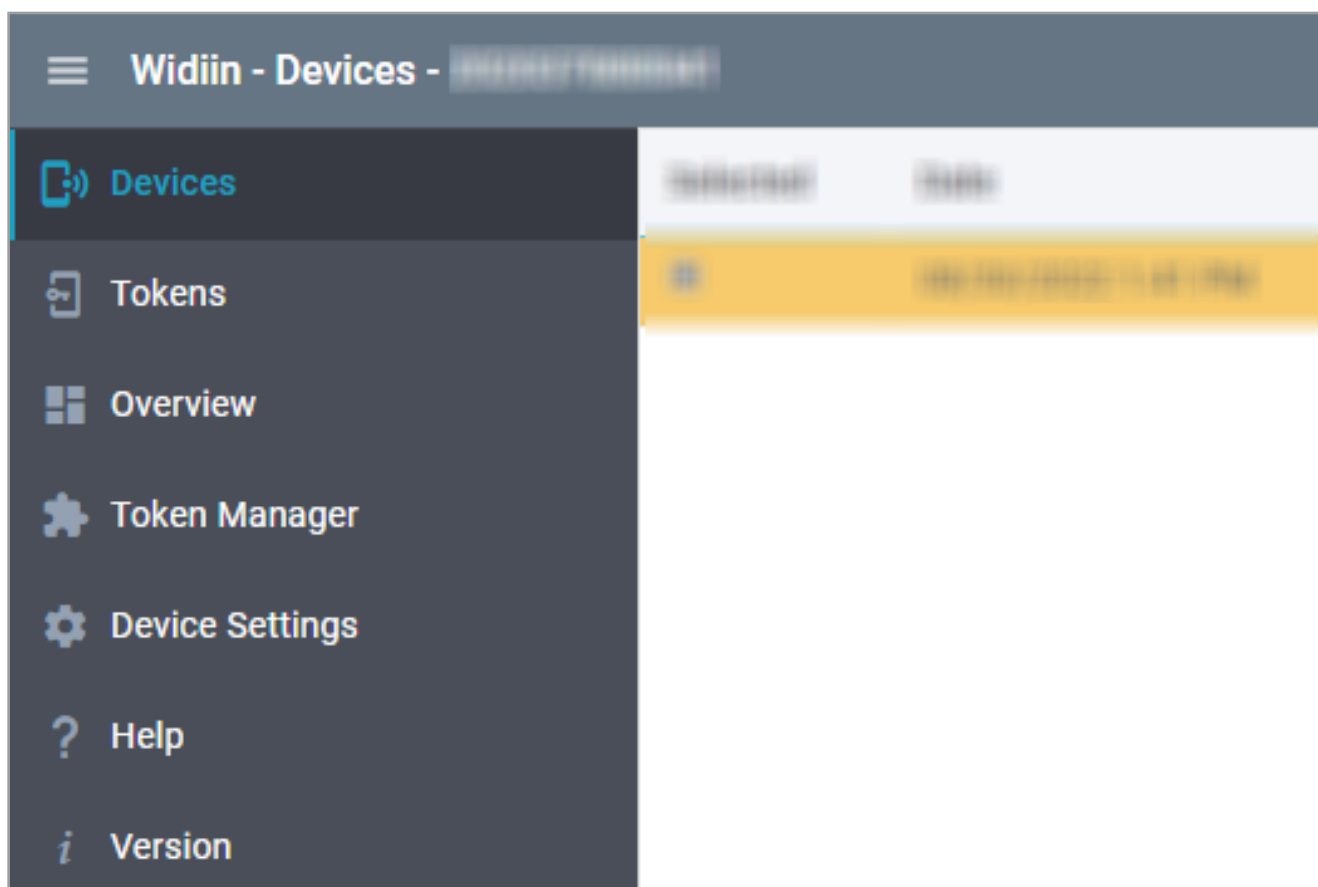 Widiin - Devices -
Devices
Tokens
Overview
Token Manager
Device Settings
Help
Version